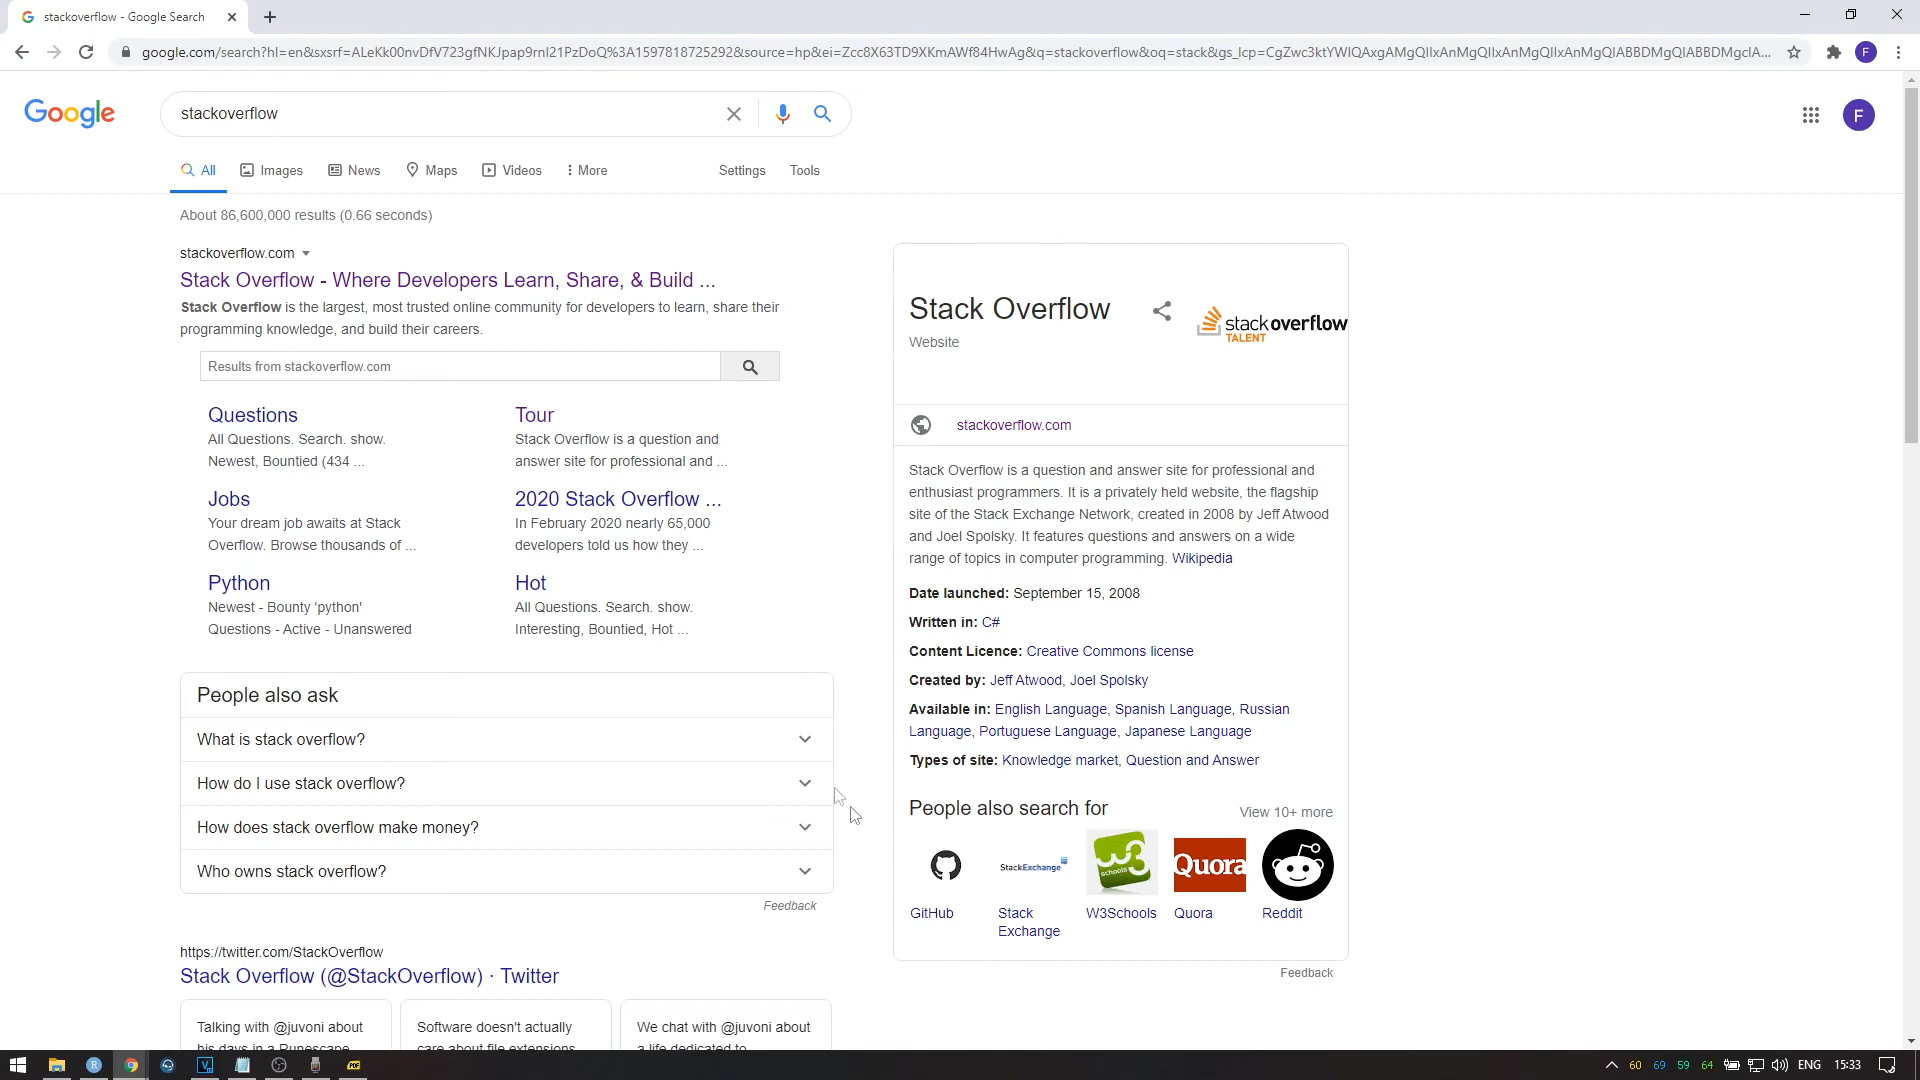 stackoverflow - Google Search
google.com/search?hl=en&sxsrf=ALeKk00nvDfV723gfNKJpap9rnI21PzDoQ%3A1597818725292&source=hp&ei=Zcc8X63TD9XKmAWf84HwAg&q=stackoverflow&oq=stack&gs_lcp=CgZwc3ktYWIQAxgAMgQIIxAnMgQIIxAnMgQIIxAnMgQIABBDMgQIABBDMgcIA...
F
Google
stackoverflow
F
All
Images
News
Maps
Videos
More
Settings
Tools
About 86,600,000 results (0.66 seconds)
stackoverflow.com
Stack Overflow - Where Developers Learn, Share, & Build ...
Stack Overflow is the largest, most trusted online community for developers to learn, share their
programming knowledge, and build their careers.
Results from stackoverflow.com
Questions
All Questions. Search. show.
Newest, Bountied (434 ...
Tour
Stack Overflow is a question and
answer site for professional and ...
Jobs
Your dream job awaits at Stack
Overflow. Browse thousands of ...
2020 Stack Overflow ...
In February 2020 nearly 65,000
developers told us how they ...
Python
Newest - Bounty 'python'
Questions - Active - Unanswered
Hot
All Questions. Search. show.
Interesting, Bountied, Hot ...
People also ask
What is stack overflow?
How do I use stack overflow?
How does stack overflow make money?
Who owns stack overflow?
Feedback
https://twitter.com/StackOverflow
Stack Overflow (@StackOverflow) · Twitter
Talking with @juvoni about
his days in a Runescape
Software doesn't actually
care about file extensions
We chat with @juvoni about
a life dedicated to
Stack Overflow
Website
stackoverflow
TALENT
stackoverflow.com
Stack Overflow is a question and answer site for professional and
enthusiast programmers. It is a privately held website, the flagship
site of the Stack Exchange Network, created in 2008 by Jeff Atwood
and Joel Spolsky. It features questions and answers on a wide
range of topics in computer programming. Wikipedia
Date launched: September 15, 2008
Written in: C#
Content Licence: Creative Commons license
Created by: Jeff Atwood, Joel Spolsky
Available in: English Language, Spanish Language, Russian
Language, Portuguese Language, Japanese Language
Types of site: Knowledge market, Question and Answer
People also search for
View 10+ more
StackExchange
w3
schools
Quora
GitHub
Stack
Exchange
W3Schools
Quora
Reddit
Feedback
R
V
PDF
60
69
59
64
ENG
15:33